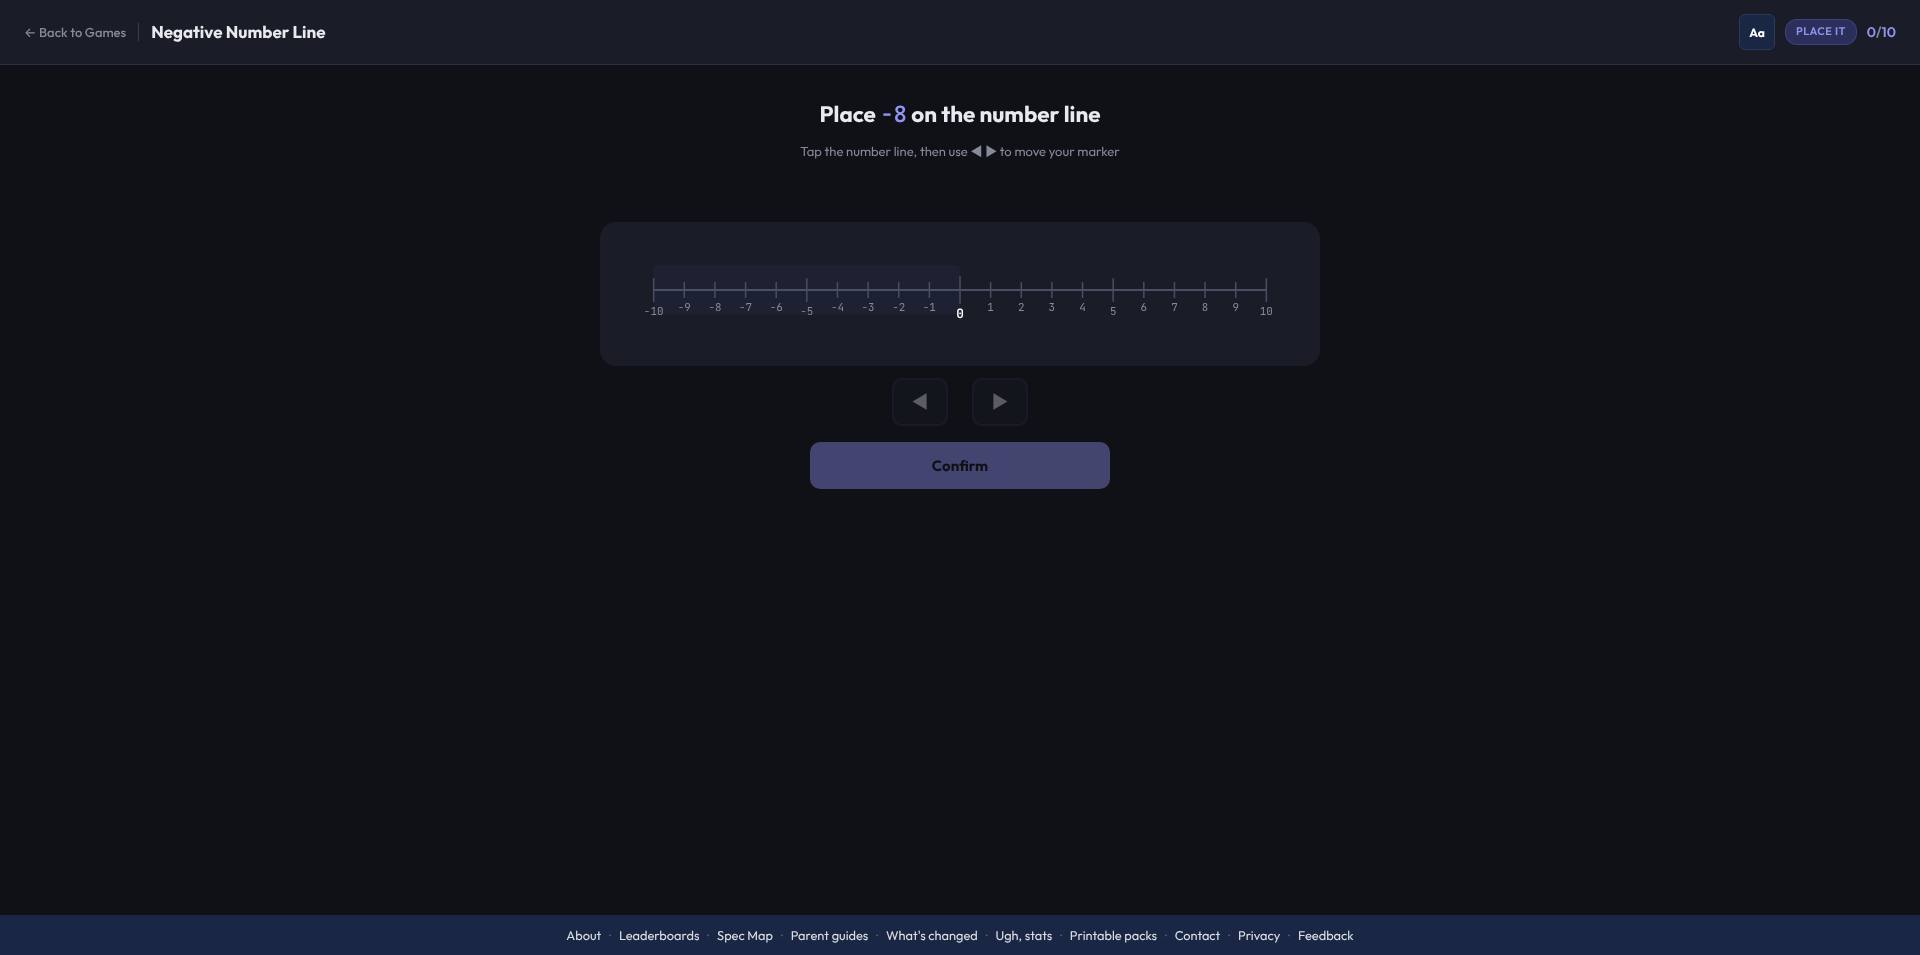 ← Back to Games
Negative Number Line
Aa
PLACE IT
0/10
Place -8 on the number line
Tap the number line, then use ◀ ▶ to move your marker
-10 -9 -8 -7 -6 -5 -4 -3 -2 -1 0 1 2 3 4 5 6 7 8 9 10
◀ ▶
Confirm
About · Leaderboards · Spec Map · Parent guides · What's changed · Ugh, stats · Printable packs · Contact · Privacy · Feedback